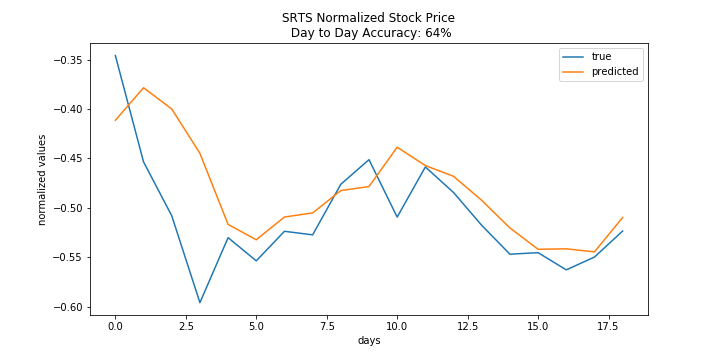 SRTS Normalized Stock Price
Day to Day Accuracy: 64%
true
predicted
normalized values
−0.35
−0.40
−0.45
−0.50
−0.55
−0.60
0.0 2.5 5.0 7.5 10.0 12.5 15.0 17.5
days